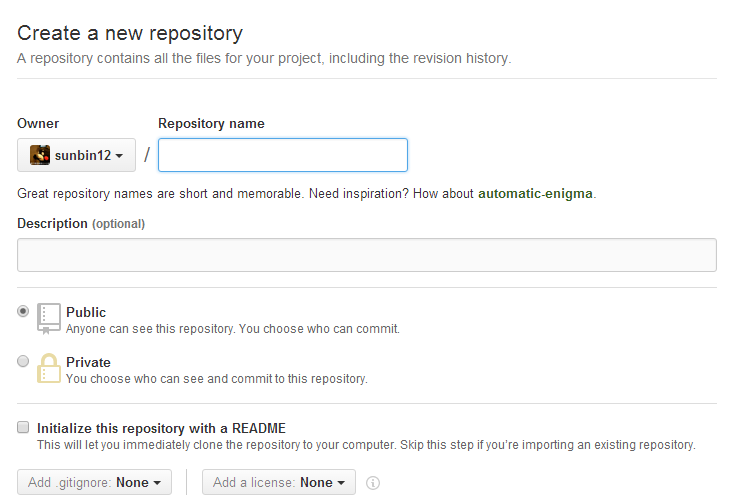 Create a new repository
A repository contains all the files for your project, including the revision history.
Owner Repository name
sunbin12 /
Great repository names are short and memorable. Need inspiration? How about automatic-enigma.
Description (optional)
Public
Anyone can see this repository. You choose who can commit.
Private
You choose who can see and commit to this repository.
Initialize this repository with a README
This will let you immediately clone the repository to your computer. Skip this step if you’re importing an existing repository.
Add .gitignore: None Add a license: None